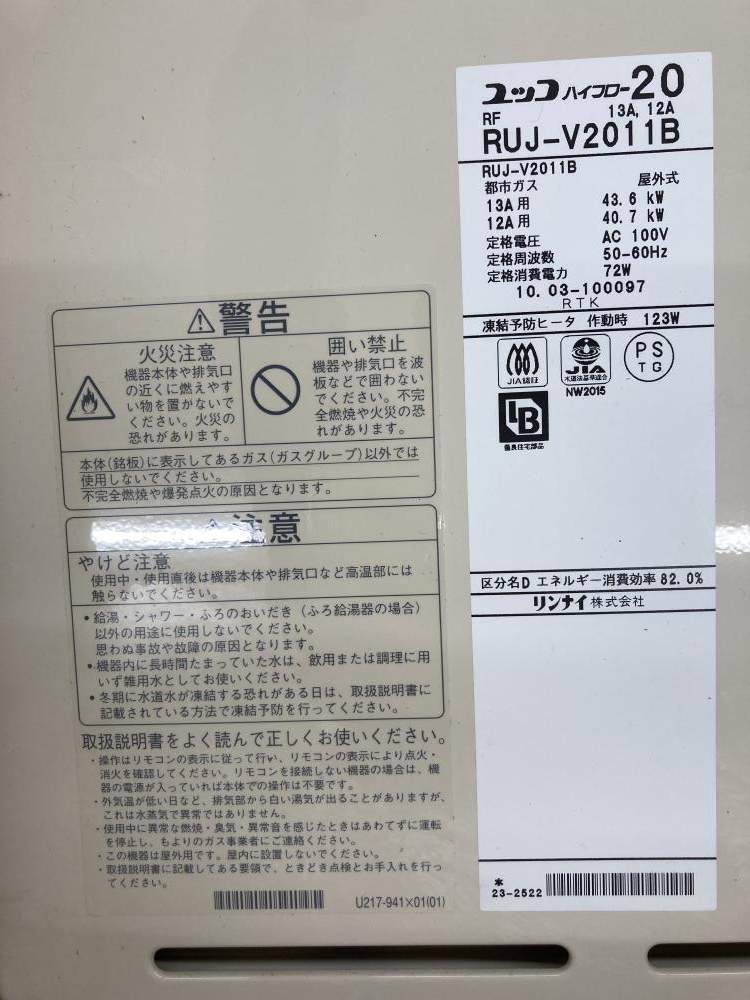 ユッコ ハイフロー20
13A, 12A
RF
RUJ-V2011B
RUJ-V2011B
都市ガス 屋外式
13A用 43.6 kW
12A用 40.7 kW
定格電圧 AC 100V
定格周波数 50-60Hz
定格消費電力 72W
10.03-100097
RTK
凍結予防ヒータ 作動時 123W
JIA認証
JIA
水道法基準適合
NW2015
PS
TG
LB
優良住宅部品
区分名D エネルギー消費効率 82.0%
リンナイ株式会社
水
23-2522
⚠警告
火災注意
機器本体や排気口
の近くに燃えやす
い物を置かないで
ください。火災の
恐れがあります。
囲い禁止
機器や排気口を波
板などで囲わない
でください。不完
全燃焼や火災の恐
れがあります。
本体(銘板)に表示してあるガス(ガスグループ)以外では
使用しないでください。
不完全燃焼や爆発点火の原因となります。
⚠注意
やけど注意
使用中・使用直後は機器本体や排気口など高温部には
触らないでください。
・給湯・シャワー・ふろのおいだき(ふろ給湯器の場合)
以外の用途に使用しないでください。
思わぬ事故や故障の原因となります。
・機器内に長時間たまっていた水は、飲用または調理に用
いず雑用水としてお使いください。
・冬期に水道水が凍結する恐れがある日は、取扱説明書に
記載されている方法で凍結予防を行ってください。
取扱説明書をよく読んで正しくお使いください。
・操作はリモコンの表示に従って行い、リモコンの表示により点火・
消火を確認してください。リモコンを接続しない機器の場合は、機
器の電源が入っていれば本体での操作は不要です。
・外気温が低い日など、排気部から白い湯気が出ることがありますが、
これは水蒸気で異常ではありません。
・使用中に異常な燃焼・臭気・異常音を感じたときはあわてずに運転
を停止し、もよりのガス事業者にご連絡ください。
・この機器は屋外用です。屋内に設置しないでください。
・取扱説明書に記載してある要領で、ときどき点検とお手入れを行っ
てください。
U217-941×01(01)